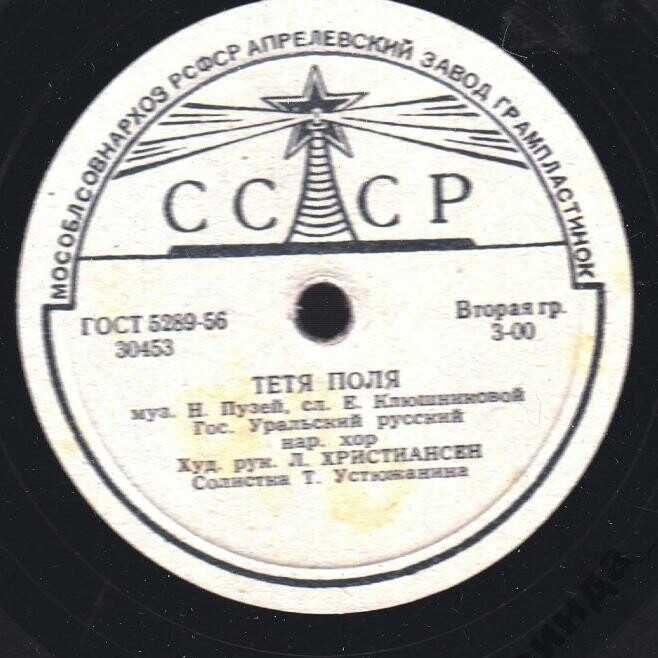 МОСОБЛСОВНАРХОЗ РСФСР АПРЕЛЕВСКИЙ ЗАВОД ГРАМПЛАСТИНОК
СССР
ГОСТ 5289-56
30453
Вторая гр.
3-00
ТЕТЯ ПОЛЯ
муз. Н. Пузей, сл. Е. Клюшниковой
Гос. Уральский русский
нар. хор
Худ. рук. Л. ХРИСТИАНСЕН
Солистка Т. Устюжанина